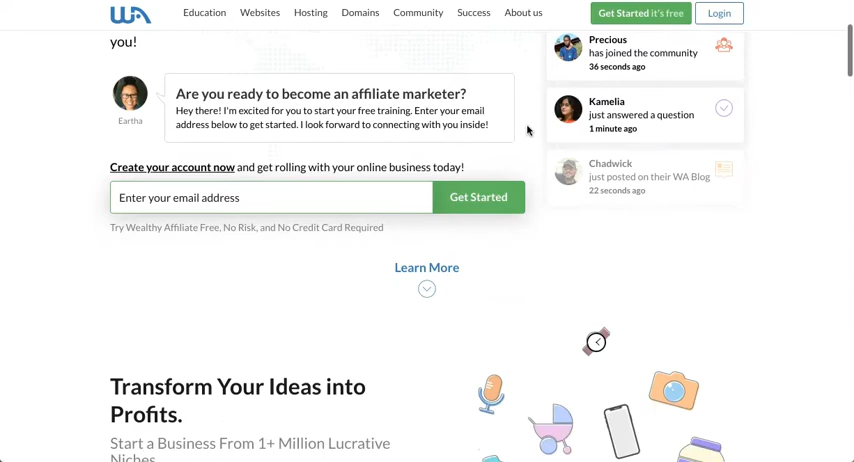 WA
Education Websites Hosting Domains Community Success About us
Get Started it's free Login
you!
Eartha
Are you ready to become an affiliate marketer?
Hey there! I'm excited for you to start your free training. Enter your email
address below to get started. I look forward to connecting with you inside!
Create your account now and get rolling with your online business today!
Enter your email address Get Started
Try Wealthy Affiliate Free, No Risk, and No Credit Card Required
Precious
has joined the community
36 seconds ago
Kamelia
just answered a question
1 minute ago
Chadwick
just posted on their WA Blog
22 seconds ago
Learn More
Transform Your Ideas into
Profits.
Start a Business From 1+ Million Lucrative
Niches